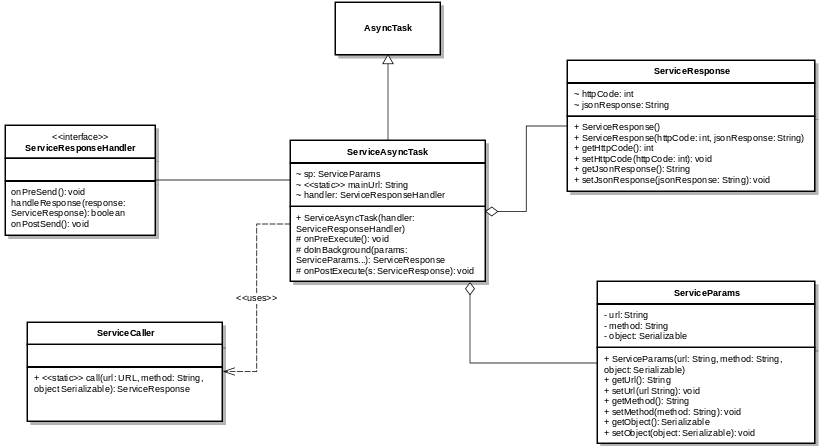 AsyncTask
ServiceResponse
~ httpCode: int
~ jsonResponse: String
+ ServiceResponse()
+ ServiceResponse(httpCode: int, jsonResponse: String)
+ getHttpCode(): int
+ setHttpCode(httpCode: int): void
+ getJsonResponse(): String
+ setJsonResponse(jsonResponse: String): void
<<interface>>
ServiceResponseHandler
onPreSend(): void
handleResponse(response:
ServiceResponse): boolean
onPostSend(): void
ServiceAsyncTask
~ sp: ServiceParams
~ <<static>> mainUrl: String
~ handler: ServiceResponseHandler
+ ServiceAsyncTask(handler:
ServiceResponseHandler)
# onPreExecute(): void
# doInBackground(params:
ServiceParams...): ServiceResponse
# onPostExecute(s: ServiceResponse): void
<<uses>>
ServiceCaller
+ <<static>> call(url: URL, method: String,
object Serializable): ServiceResponse
ServiceParams
- url: String
- method: String
- object: Serializable
+ ServiceParams(url: String, method: String,
object: Serializable)
+ getUrl(): String
+ setUrl(url String): void
+ getMethod(): String
+ setMethod(method: String): void
+ getObject(): Serializable
+ setObject(object: Serializable): void